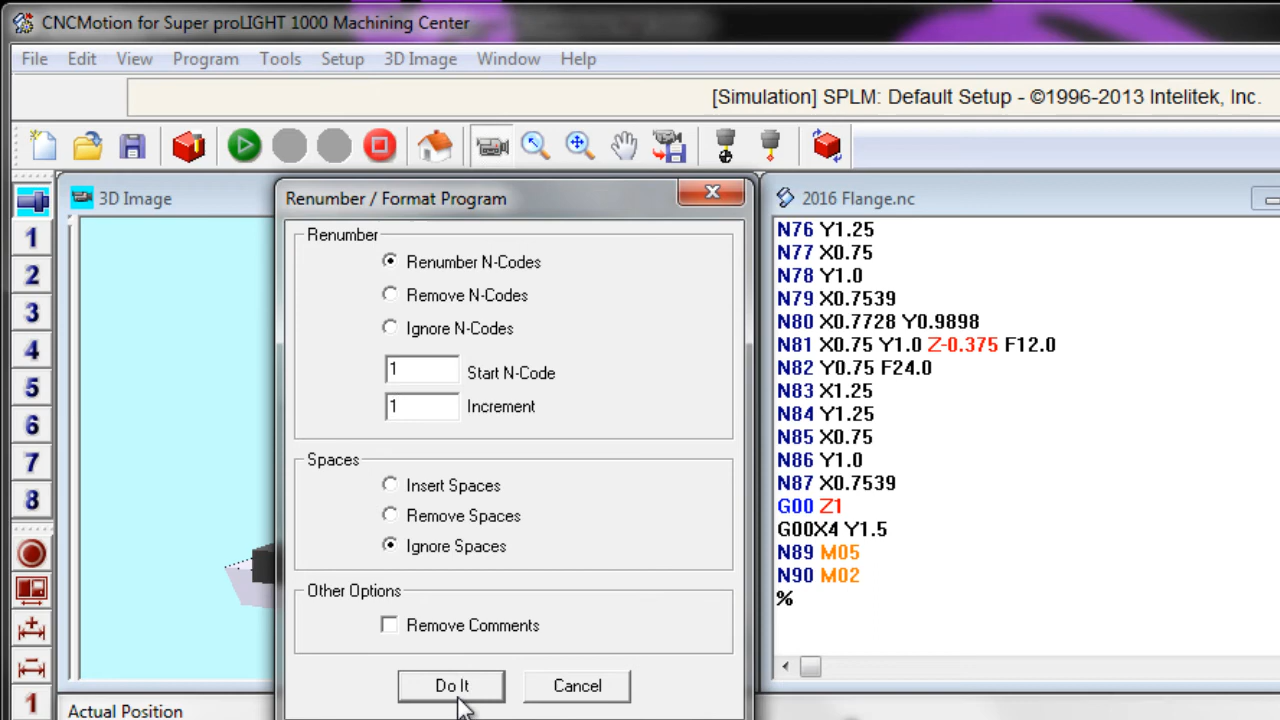 CNCMotion for Super proLIGHT 1000 Machining Center
File Edit View Program Tools Setup 3D Image Window Help
[Simulation] SPLM: Default Setup - ©1996-2013 Intelitek, Inc.
3D Image
1
2
3
4
5
6
7
8
1
Renumber / Format Program
Renumber
Renumber N-Codes
Remove N-Codes
Ignore N-Codes
1 Start N-Code
1 Increment
Spaces
Insert Spaces
Remove Spaces
Ignore Spaces
Other Options
Remove Comments
Do It Cancel
2016 Flange.nc
N76 Y1.25
N77 X0.75
N78 Y1.0
N79 X0.7539
N80 X0.7728 Y0.9898
N81 X0.75 Y1.0 Z-0.375 F12.0
N82 Y0.75 F24.0
N83 X1.25
N84 Y1.25
N85 X0.75
N86 Y1.0
N87 X0.7539
G00 Z1
G00X4 Y1.5
N89 M05
N90 M02
%
Actual Position